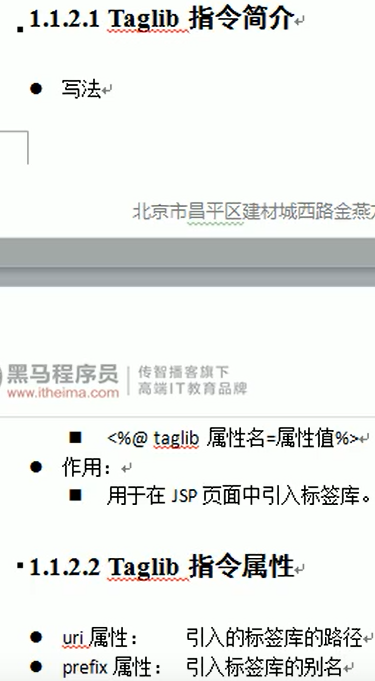 1.1.2.1 Taglib 指令简介
写法
北京市昌平区建材城西路金燕
黑马程序员
www.itheima.com
传智播客旗下
高端IT教育品牌
<%@ taglib 属性名=属性值%>
作用：
用于在 JSP 页面中引入标签库。
1.1.2.2 Taglib 指令属性
uri 属性： 引入的标签库的路径
prefix 属性： 引入标签库的别名